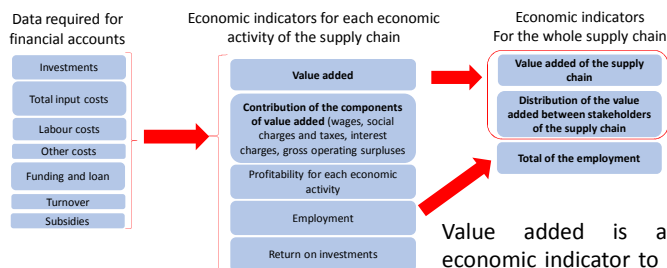 Data required for
financial accounts
Investments
Total input costs
Labour costs
Other costs
Funding and loan
Turnover
Subsidies
Economic indicators for each economic
activity of the supply chain
Value added
Contribution of the components
of value added (wages, social
charges and taxes, interest
charges, gross operating surpluses
Profitability for each economic
activity
Employment
Return on investments
Economic indicators
For the whole supply chain
Value added of the supply
chain
Distribution of the value
added between stakeholders
of the supply chain
Total of the employment
Value added is a
economic indicator to